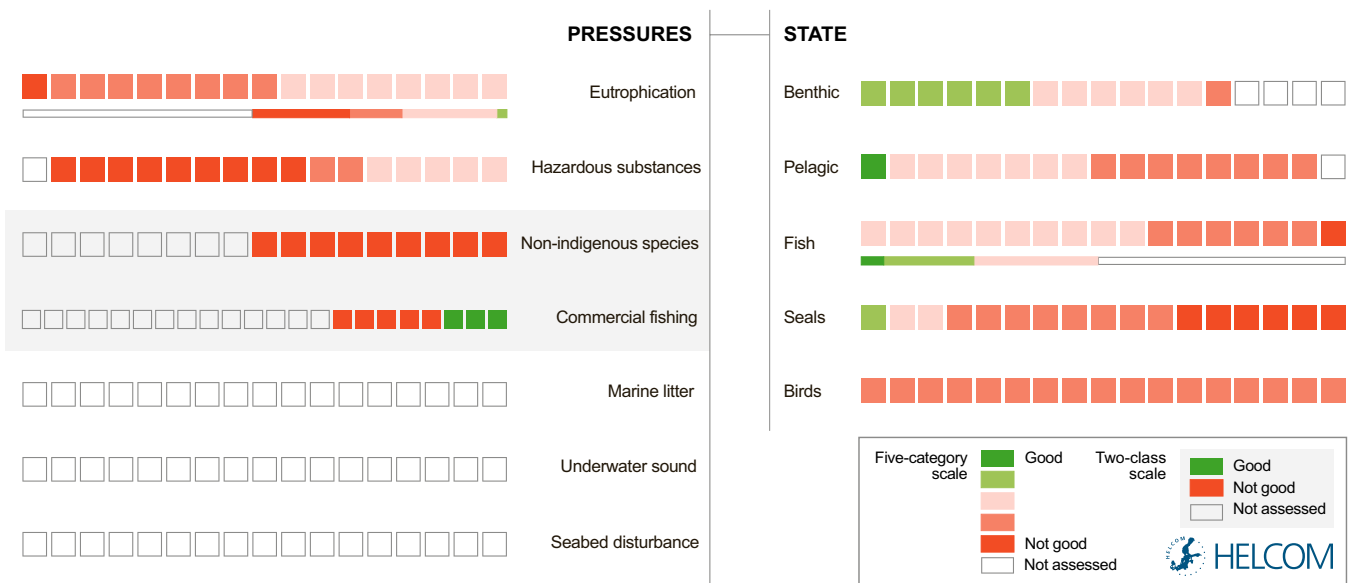 PRESSURES
Eutrophication
Hazardous substances
Non-indigenous species
Commercial fishing
Marine litter
Underwater sound
Seabed disturbance
STATE
Benthic
Pelagic
Fish
Seals
Birds
Five-category
scale
Good
Not good
Not assessed
Two-class
scale
Good
Not good
Not assessed
HELCOM
HELCOM